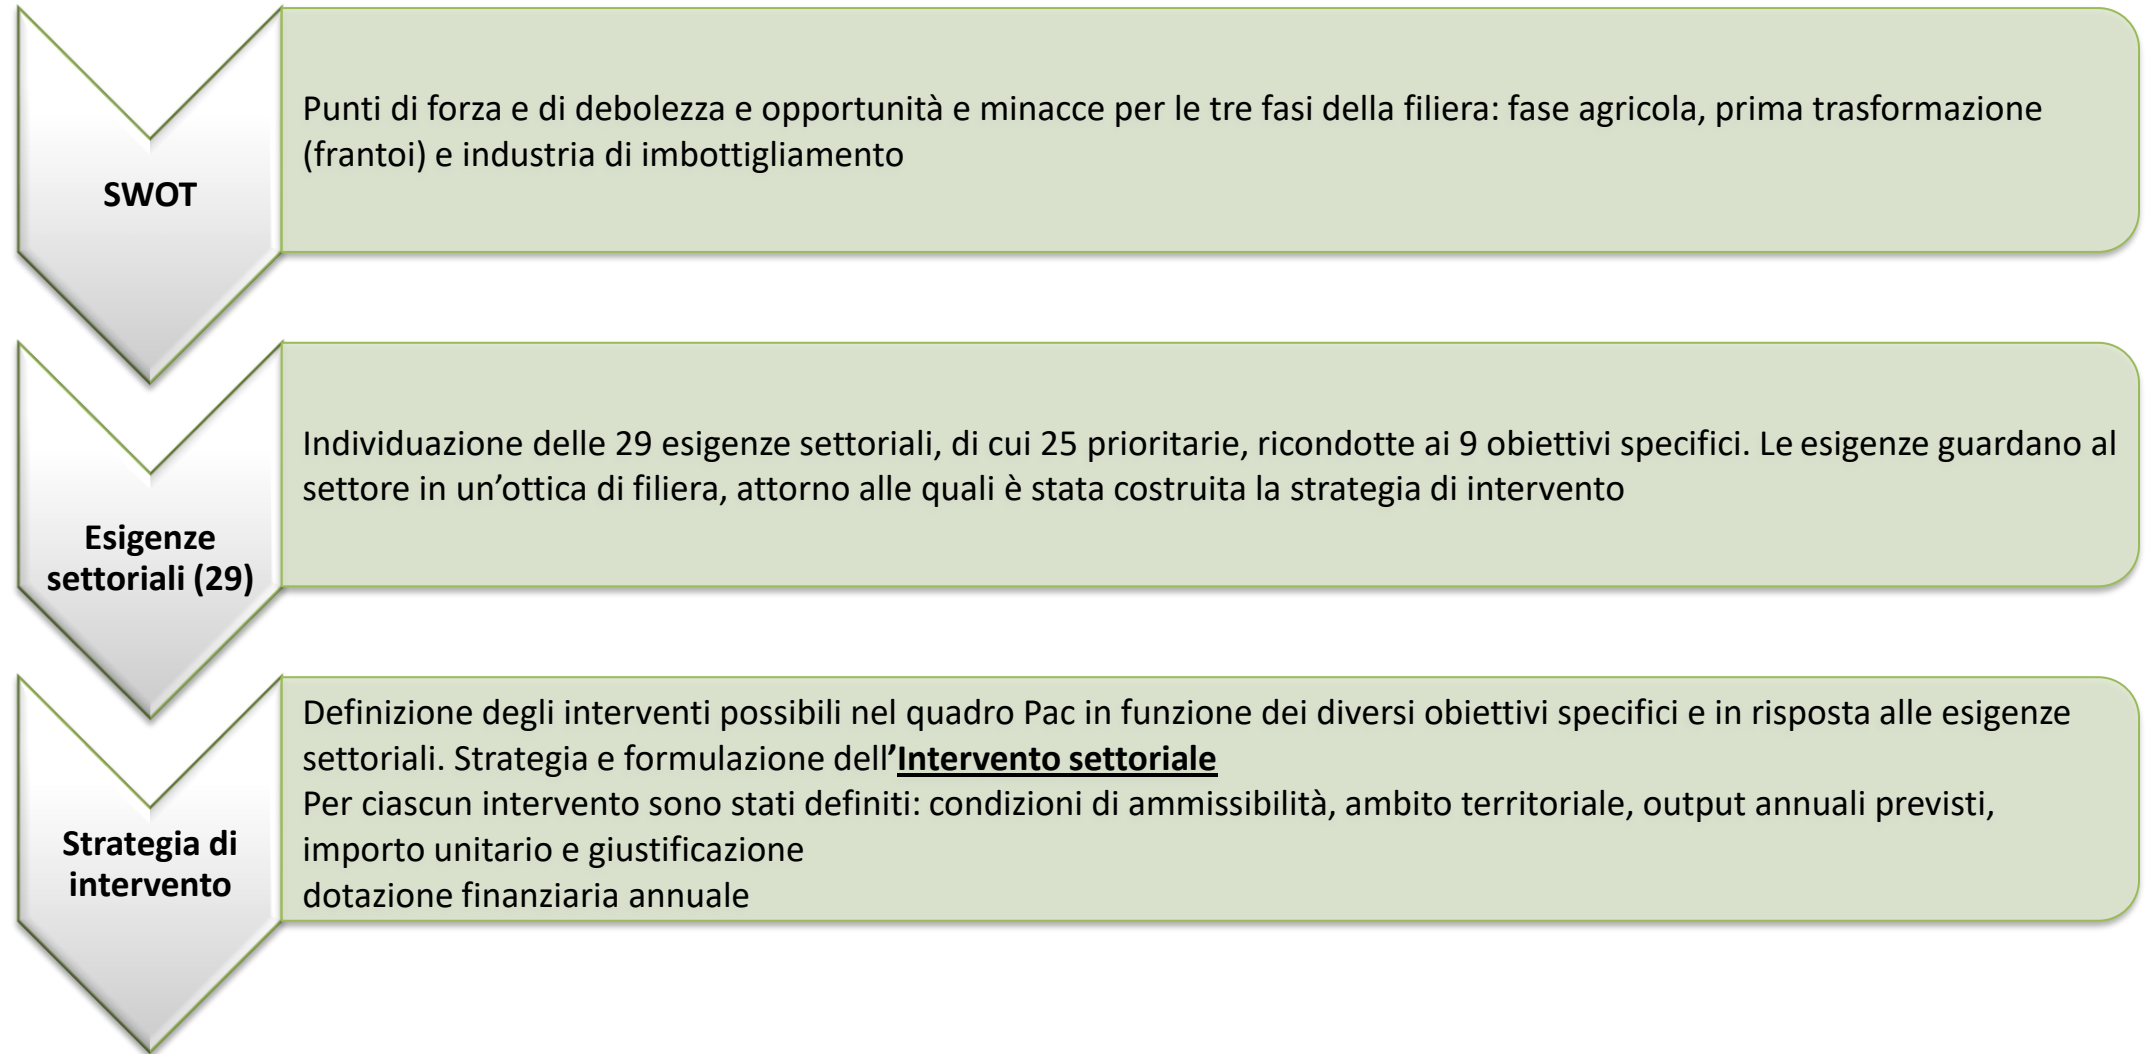 SWOT
Punti di forza e di debolezza e opportunità e minacce per le tre fasi della filiera: fase agricola, prima trasformazione
(frantoi) e industria di imbottigliamento
Esigenze
settoriali (29)
Individuazione delle 29 esigenze settoriali, di cui 25 prioritarie, ricondotte ai 9 obiettivi specifici. Le esigenze guardano al
settore in un’ottica di filiera, attorno alle quali è stata costruita la strategia di intervento
Strategia di
intervento
Definizione degli interventi possibili nel quadro Pac in funzione dei diversi obiettivi specifici e in risposta alle esigenze
settoriali. Strategia e formulazione dell’Intervento settoriale
Per ciascun intervento sono stati definiti: condizioni di ammissibilità, ambito territoriale, output annuali previsti,
importo unitario e giustificazione
dotazione finanziaria annuale